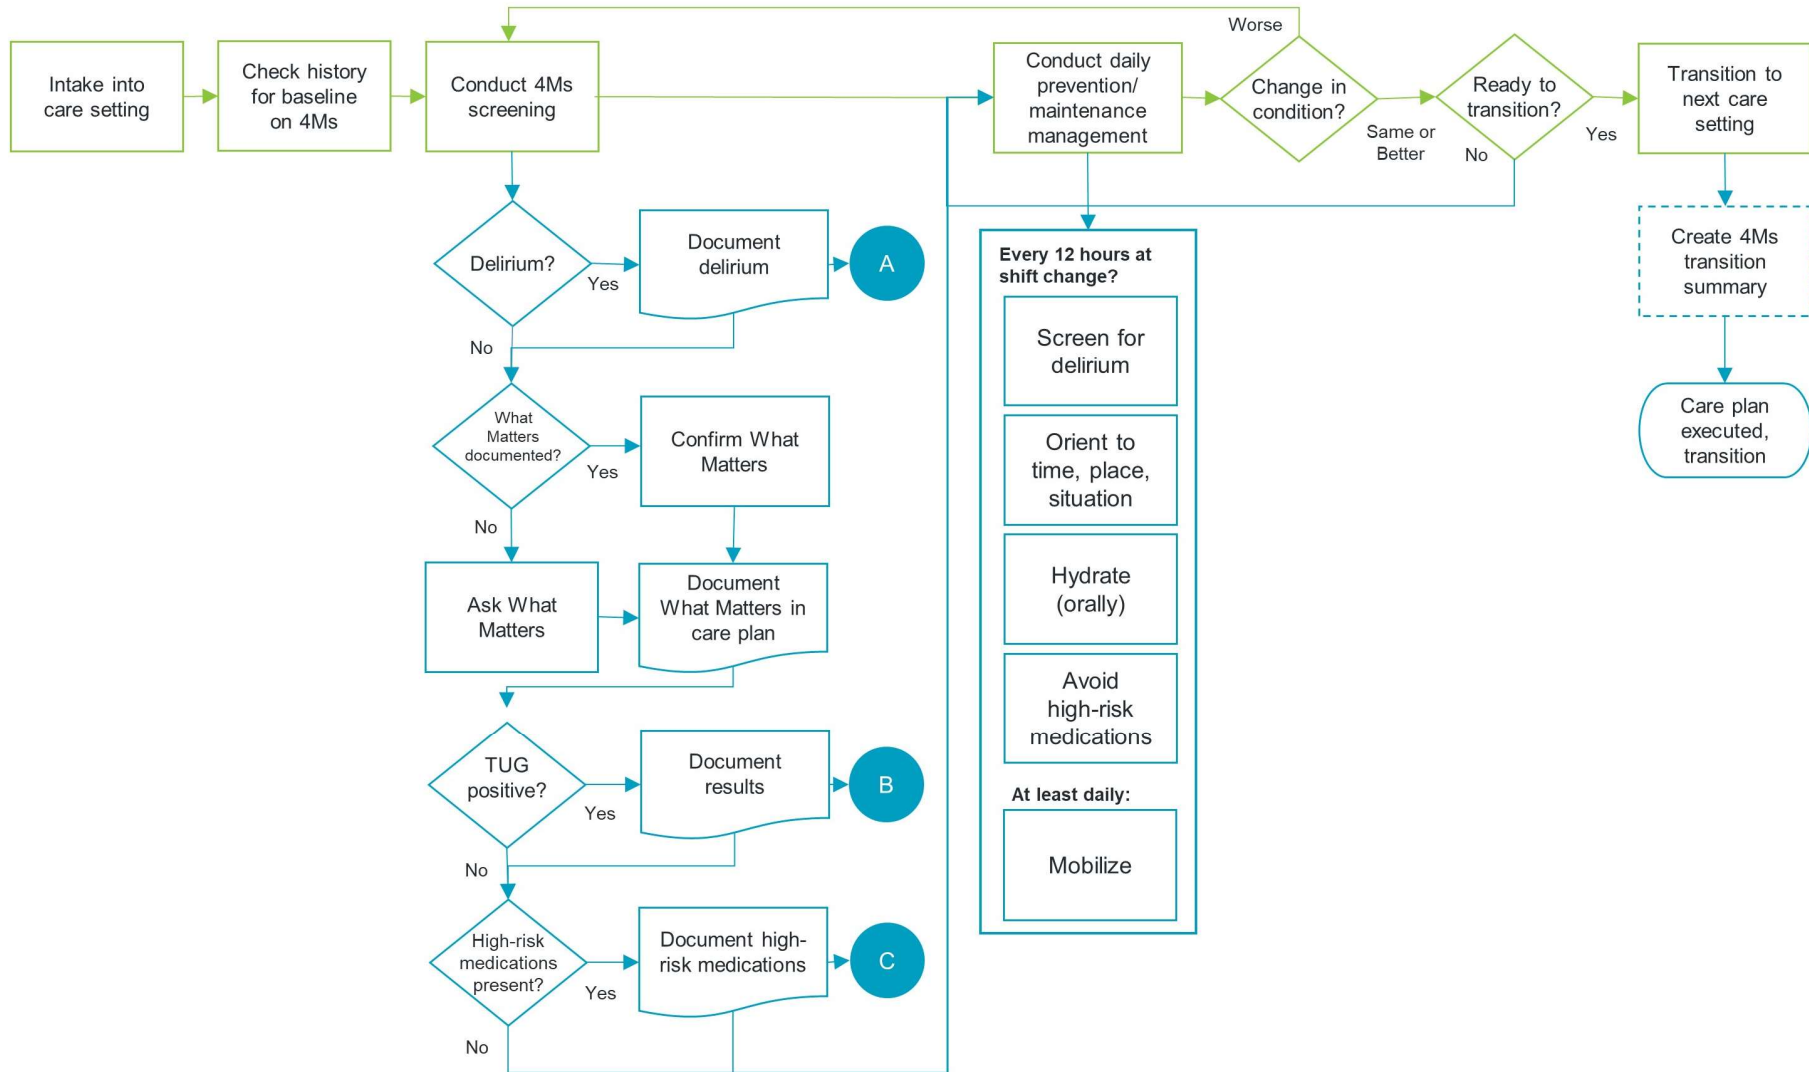 Worse
Intake into
care setting
Check history
for baseline
on 4Ms
Conduct 4Ms
screening
Conduct daily
prevention/
maintenance
management
Change in
condition?
Same or
Better
Ready to
transition?
No
Yes
Transition to
next care
setting
Delirium?
Yes
No
Document
delirium
A
What
Matters
documented?
Yes
No
Confirm What
Matters
Ask What
Matters
Document
What Matters in
care plan
TUG
positive?
Yes
No
Document
results
B
High-risk
medications
present?
Yes
No
Document high-
risk medications
C
Every 12 hours at
shift change?
Screen for
delirium
Orient to
time, place,
situation
Hydrate
(orally)
Avoid
high-risk
medications
At least daily:
Mobilize
Create 4Ms
transition
summary
Care plan
executed,
transition